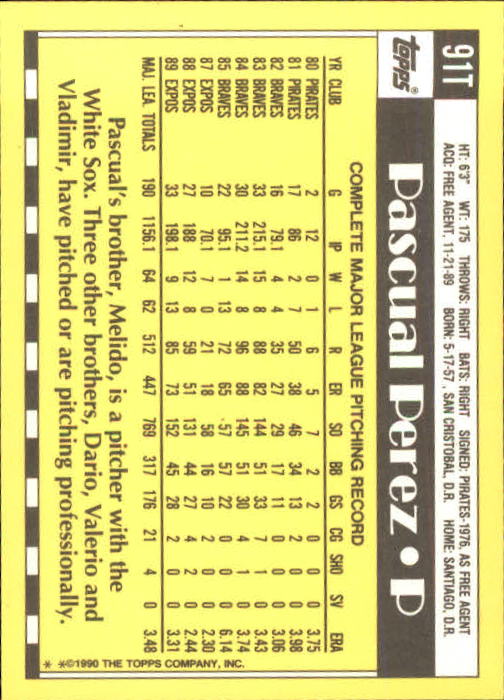 91T
topps®
HT: 6'3" WT: 175 THROWS: RIGHT BATS: RIGHT SIGNED: PIRATES-1976, AS FREE AGENT
ACQ: FREE AGENT, 11-21-89 BORN: 5-17-57, SAN CRISTOBAL, D.R. HOME: SANTIAGO, D.R.
Pascual Perez • P
COMPLETE MAJOR LEAGUE PITCHING RECORD
YR CLUB G IP W L R ER SO BB GS CG SHO SV ERA
80 PIRATES 2 12 0 1 6 5 7 2 2 0 0 0 3.75
81 PIRATES 17 86 2 7 50 38 46 34 13 2 0 0 3.98
82 BRAVES 16 79.1 4 4 35 27 29 17 11 0 0 0 3.06
83 BRAVES 33 215.1 15 8 88 82 144 51 33 7 1 0 3.43
84 BRAVES 30 211.2 14 8 96 88 145 51 30 4 1 0 3.74
85 BRAVES 22 95.1 1 13 72 65 57 57 22 0 0 0 6.14
87 EXPOS 10 70.1 7 0 21 18 58 16 10 2 0 0 2.30
88 EXPOS 27 188 12 8 59 51 131 44 27 4 2 0 2.44
89 EXPOS 33 198.1 9 13 85 73 152 45 28 2 0 0 3.31
MAJ. LEA. TOTALS 190 1156.1 64 62 512 447 769 317 176 21 4 0 3.48
Pascual's brother, Melido, is a pitcher with the
White Sox. Three other brothers, Dario, Valerio and
Vladimir, have pitched or are pitching professionally.
* *©1990 THE TOPPS COMPANY, INC.